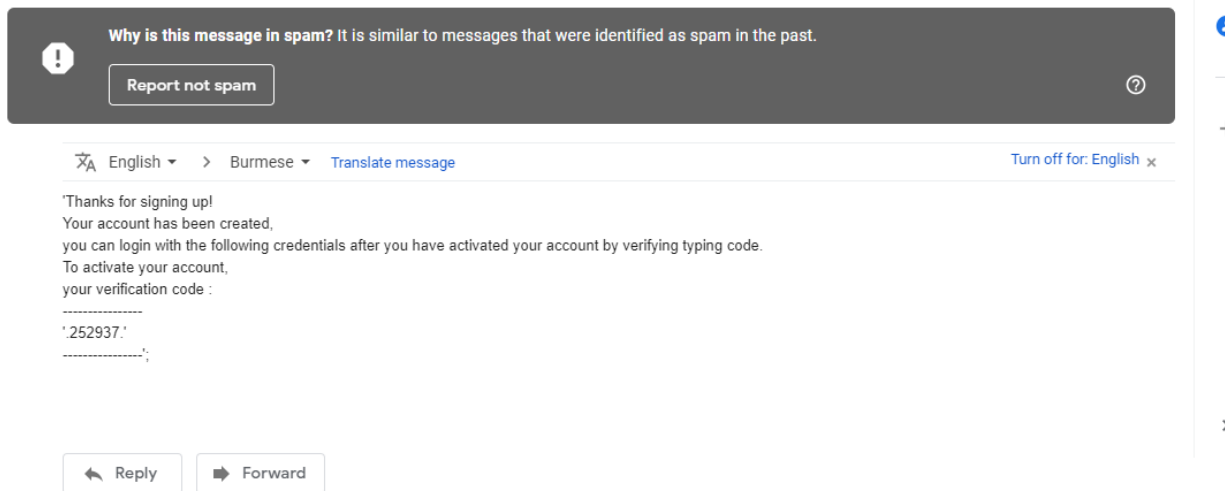 Why is this message in spam? It is similar to messages that were identified as spam in the past.
Report not spam
English > Burmese Translate message Turn off for: English ×
'Thanks for signing up!
Your account has been created,
you can login with the following credentials after you have activated your account by verifying typing code.
To activate your account,
your verification code :
----------------
'.252937.'
----------------';
Reply Forward